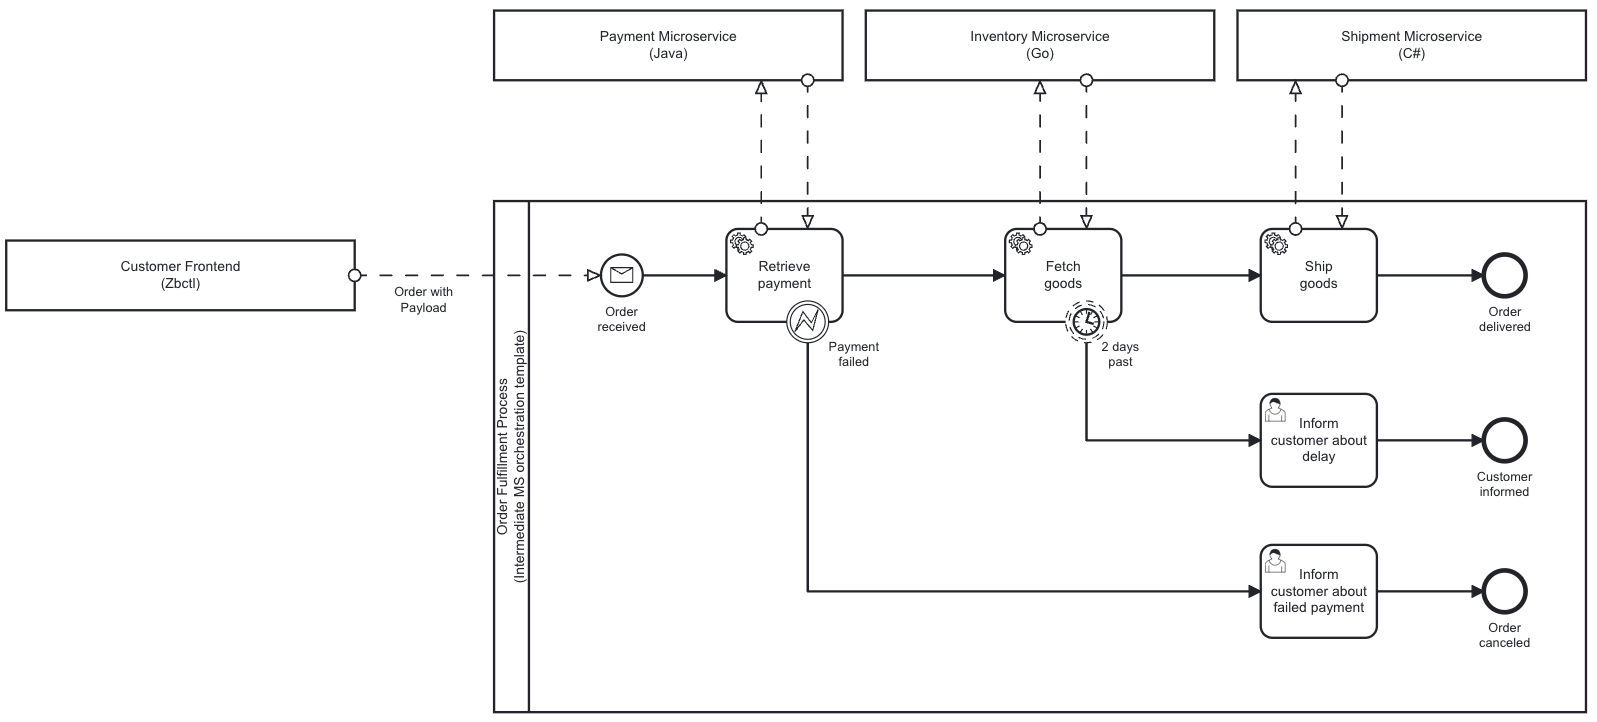 Payment Microservice
(Java)
Inventory Microservice
(Go)
Shipment Microservice
(C#)
Customer Frontend
(Zbctl)
Order with
Payload
Order Fulfillment Process
(Intermediate MS orchestration template)
Order
received
Retrieve
payment
Payment
failed
Fetch
goods
2 days
past
Ship
goods
Order
delivered
Inform
customer about
delay
Customer
informed
Inform
customer about
failed payment
Order
canceled